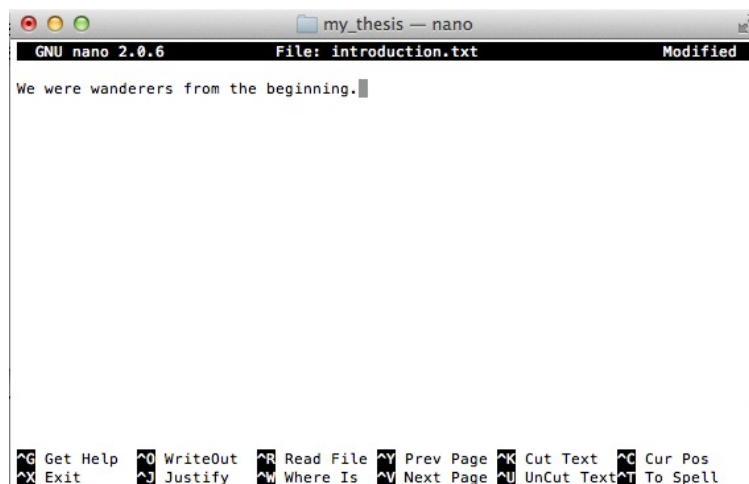 my_thesis — nano
GNU nano 2.0.6 File: introduction.txt Modified
We were wanderers from the beginning.
^G Get Help ^O WriteOut ^R Read File ^Y Prev Page ^K Cut Text ^C Cur Pos
^X Exit ^J Justify ^W Where Is ^V Next Page ^U UnCut Text ^T To Spell